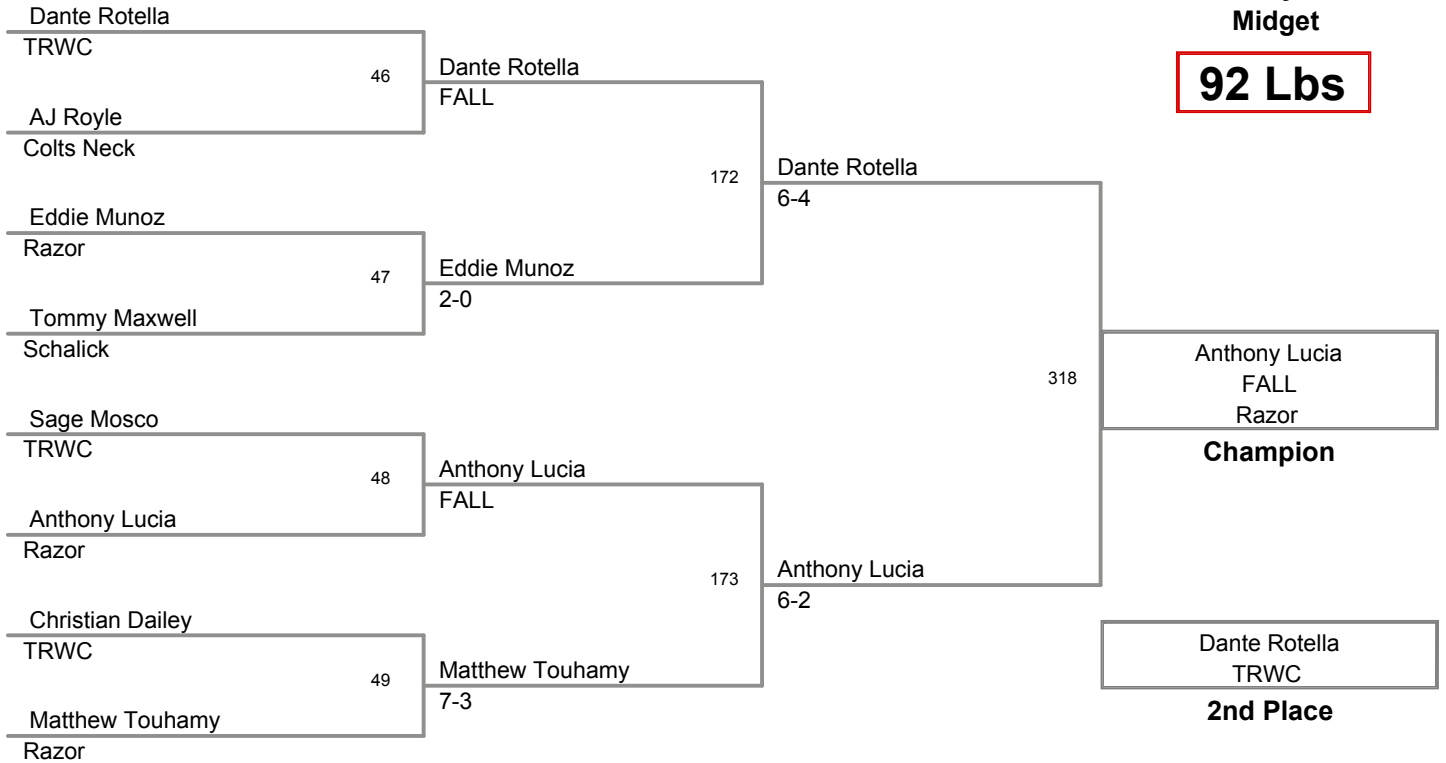 Midget
92 Lbs
Dante Rotella
TRWC
46
AJ Royle
Colts Neck
Eddie Munoz
Razor
47
Tommy Maxwell
Schalick
Sage Mosco
TRWC
48
Anthony Lucia
Razor
Christian Dailey
TRWC
49
Matthew Touhamy
Razor
Dante Rotella
FALL
172
Eddie Munoz
2-0
Anthony Lucia
FALL
173
Matthew Touhamy
7-3
Dante Rotella
6-4
318
Anthony Lucia
6-2
Anthony Lucia
FALL
Razor
Champion
Dante Rotella
TRWC
2nd Place